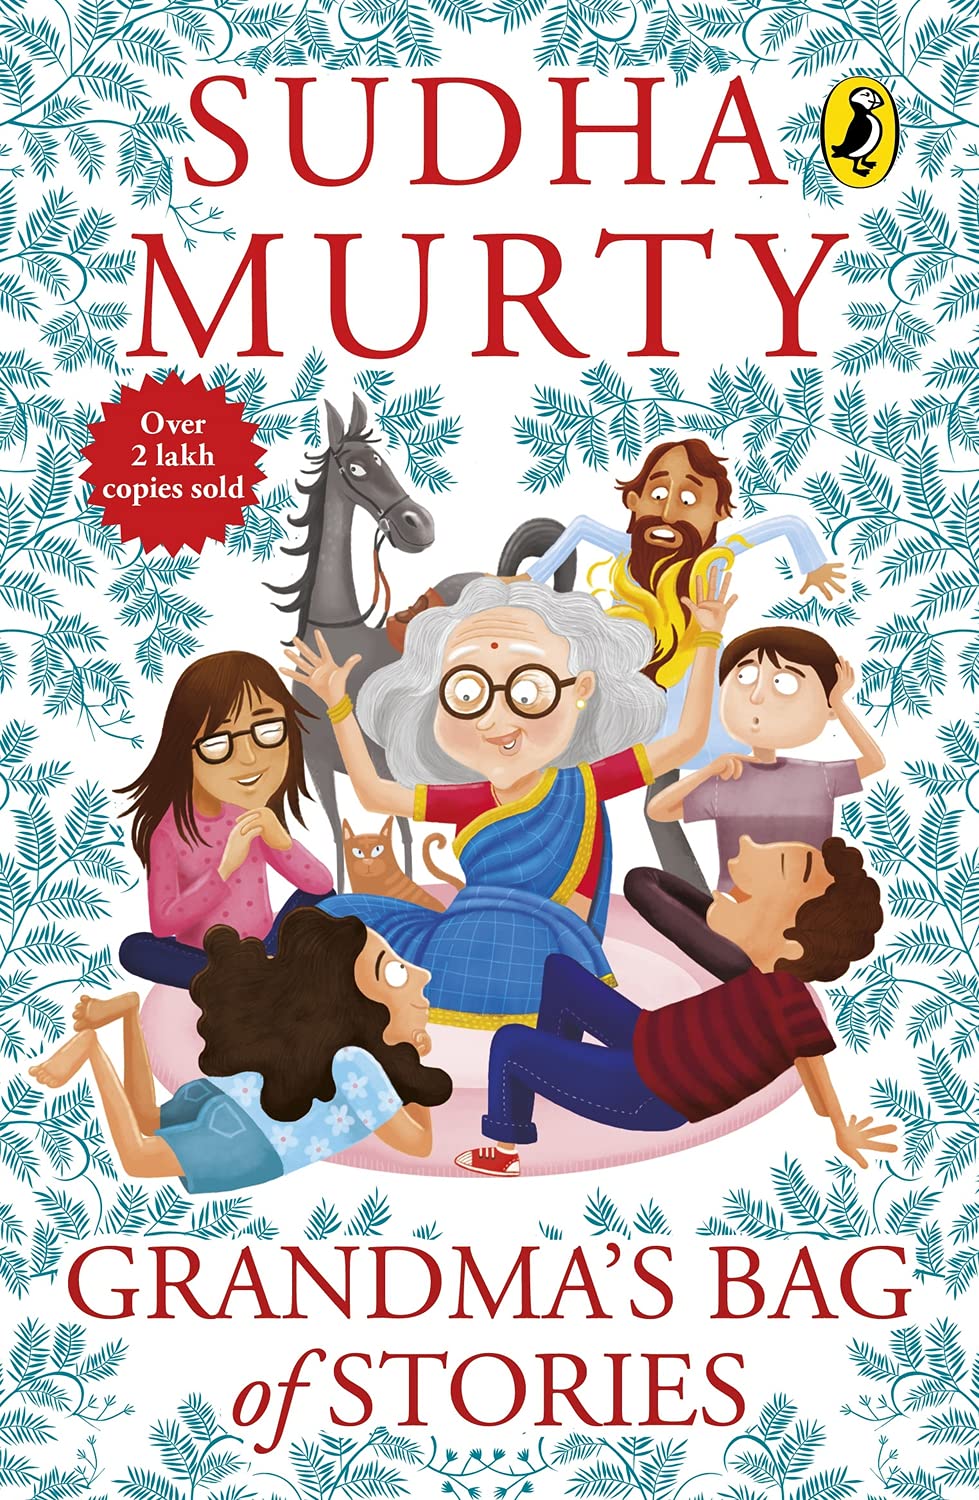 SUDHA
MURTY
Over
2 lakh
copies sold
GRANDMA'S BAG
of STORIES